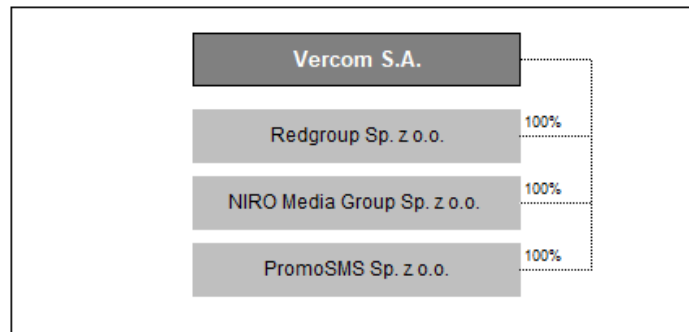 Vercom S.A.
100%
Redgroup Sp. z o.o.
100%
NIRO Media Group Sp. z o.o.
100%
PromoSMS Sp. z o.o.